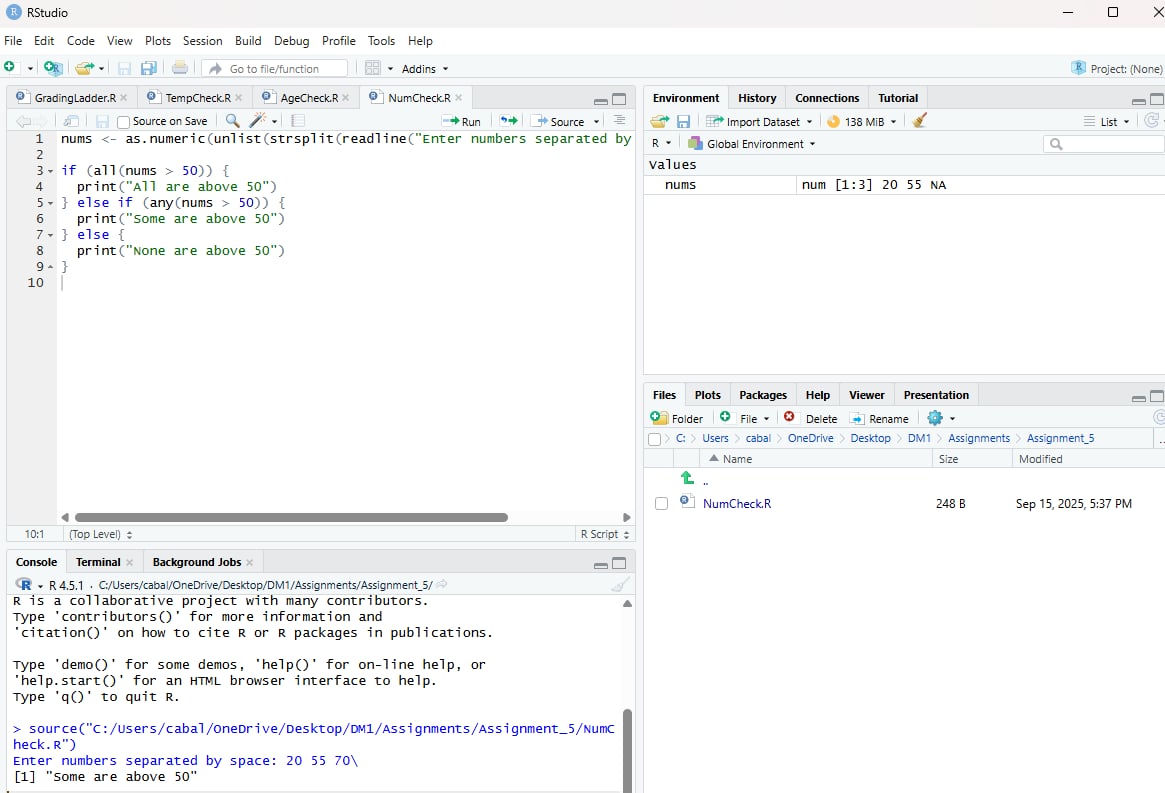 RStudio
File Edit Code View Plots Session Build Debug Profile Tools Help
Go to file/function Addins Project: (None)
GradingLadder.R TempCheck.R AgeCheck.R NumCheck.R
Source on Save Run Source
1 nums <- as.numeric(unlist(strsplit(readline("Enter numbers separated by
2
3 if (all(nums > 50)) {
4 print("All are above 50")
5 } else if (any(nums > 50)) {
6 print("Some are above 50")
7 } else {
8 print("None are above 50")
9 }
10
10:1 (Top Level) R Script
Console Terminal Background Jobs
R 4.5.1 · C:/Users/cabal/OneDrive/Desktop/DM1/Assignments/Assignment_5/
R is a collaborative project with many contributors.
Type 'contributors()' for more information and
'citation()' on how to cite R or R packages in publications.
Type 'demo()' for some demos, 'help()' for on-line help, or
'help.start()' for an HTML browser interface to help.
Type 'q()' to quit R.
> source("C:/Users/cabal/OneDrive/Desktop/DM1/Assignments/Assignment_5/NumC
heck.R")
Enter numbers separated by space: 20 55 70\
[1] "Some are above 50"
Environment History Connections Tutorial
Import Dataset 138 MiB List
R Global Environment
Values
nums num [1:3] 20 55 NA
Files Plots Packages Help Viewer Presentation
Folder File Delete Rename
C: Users cabal OneDrive Desktop DM1 Assignments Assignment_5 ...
Name Size Modified
..
NumCheck.R 248 B Sep 15, 2025, 5:37 PM